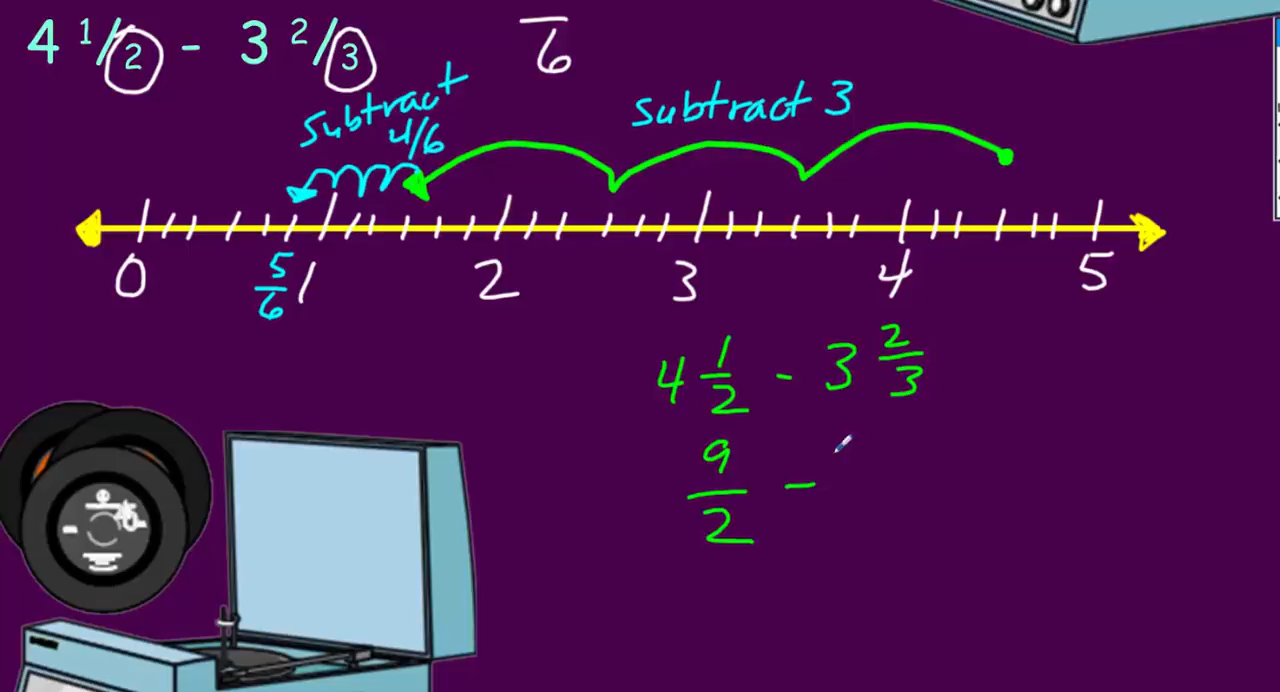 4 1/2 - 3 2/3
6
subtract 3
subtract
4/6
0 5/6 1 2 3 4 5
4 1/2 - 3 2/3
9/2 -